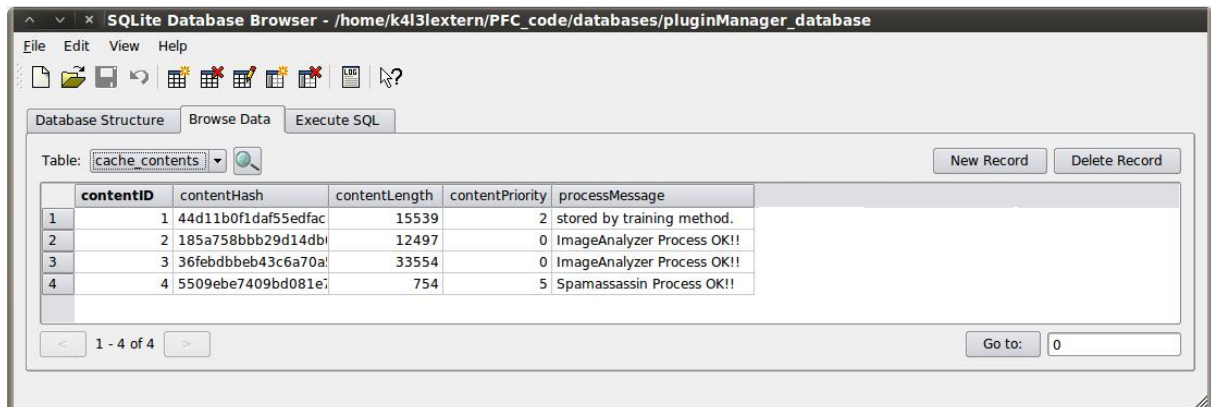 SQLite Database Browser - /home/k4l3lextern/PFC_code/databases/pluginManager_database
File Edit View Help
LOG
Database Structure Browse Data Execute SQL
Table: cache_contents New Record Delete Record
contentID contentHash contentLength contentPriority processMessage
1 1 44d11b0f1daf55edfac 15539 2 stored by training method.
2 2 185a758bbb29d14db 12497 0 ImageAnalyzer Process OK!!
3 3 36febdbbeb43c6a70a 33554 0 ImageAnalyzer Process OK!!
4 4 5509ebe7409bd081e7 754 5 Spamassassin Process OK!!
< 1 - 4 of 4 > Go to: 0